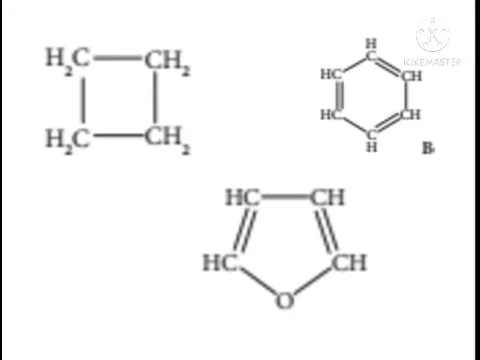 H₂C CH₂
H₂C CH₂
H
C
HC CH
HC CH
C
H
B
K
KINEMASTER
HC CH
HC CH
O